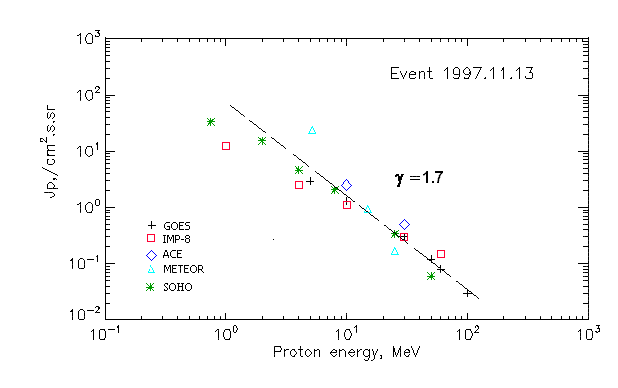 10³
Event 1997.11.13
10²
Jp,/cm².s.sr
10¹
γ = 1.7
10⁰
GOES
IMP-8
ACE
METEOR
SOHO
10⁻¹
10⁻²
10⁻¹ 10⁰ 10¹ 10² 10³
Proton energy, MeV